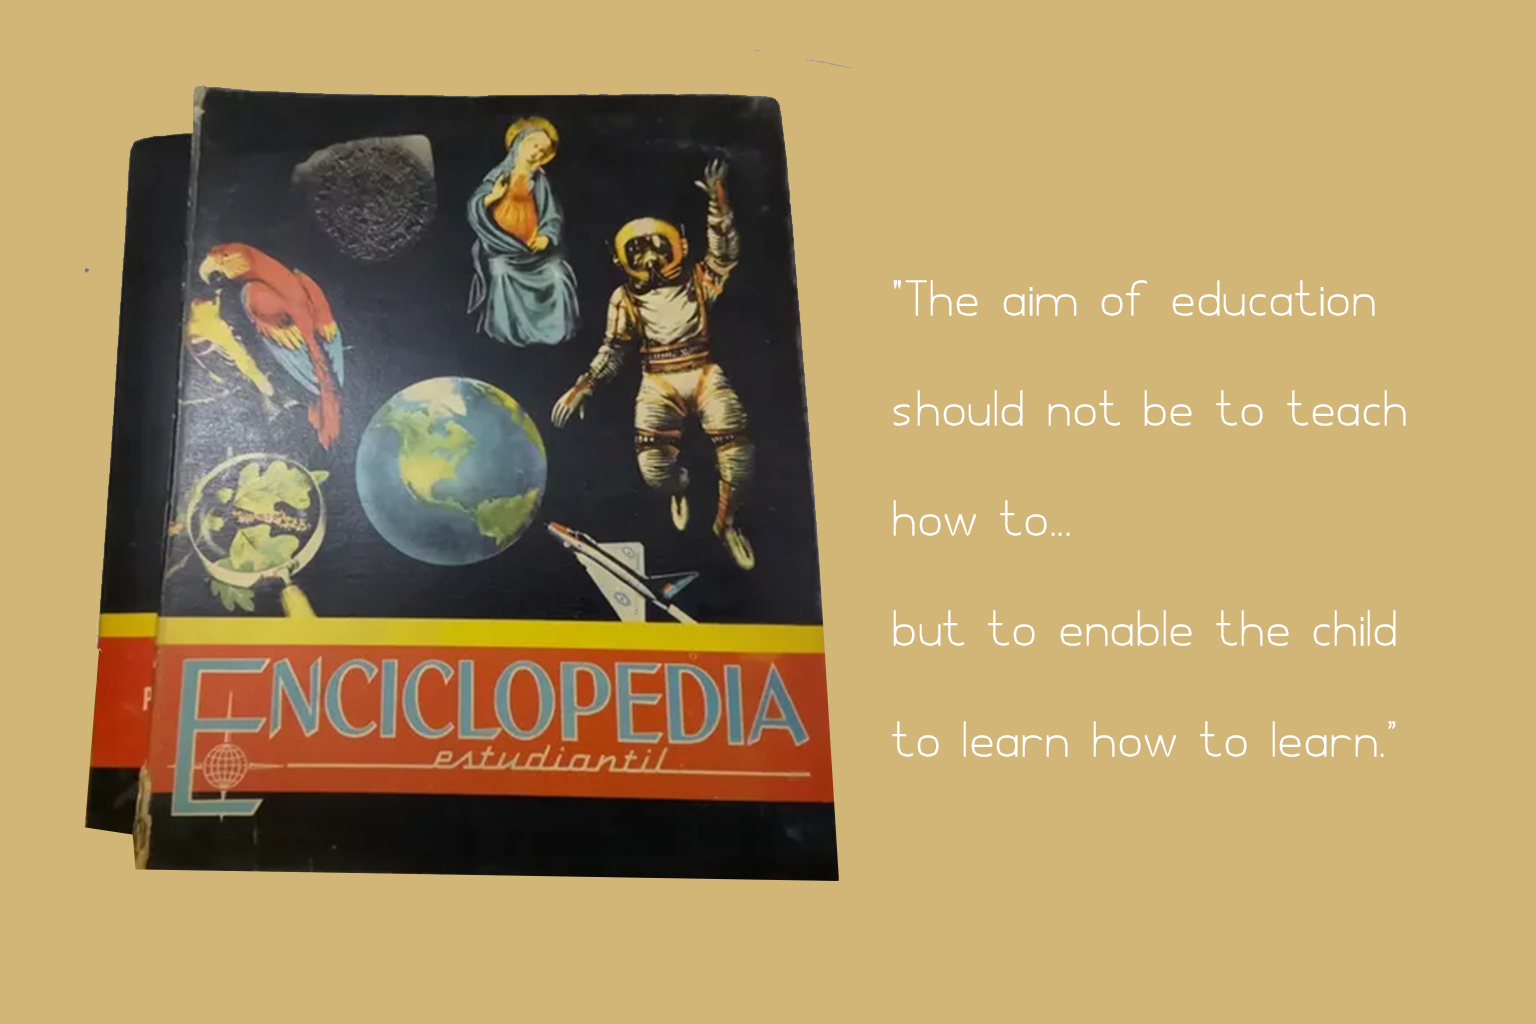 ENCICLOPEDIA
estudiantil
P
"The aim of education
should not be to teach
how to...
but to enable the child
to learn how to learn.”